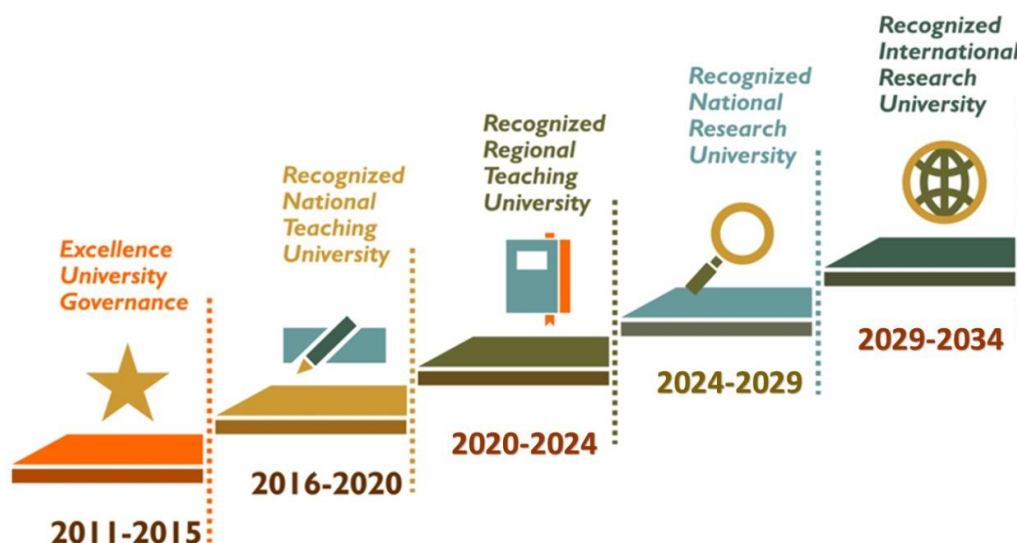 Excellence
University
Governance
2011-2015
Recognized
National
Teaching
University
2016-2020
Recognized
Regional
Teaching
University
2020-2024
Recognized
National
Research
University
2024-2029
Recognized
International
Research
University
2029-2034